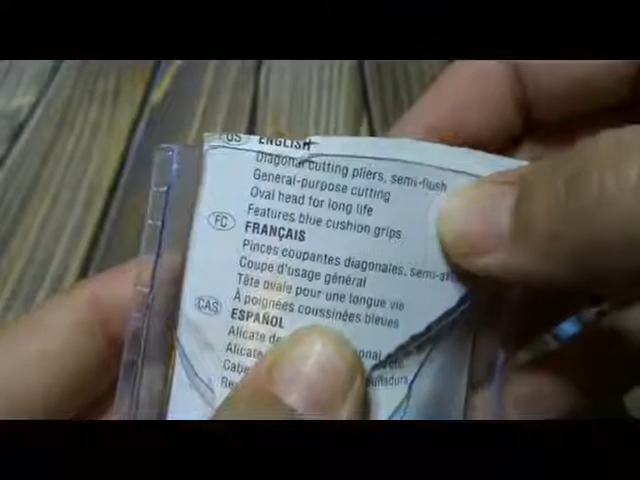 US ENGLISH
Diagonal cutting pliers, semi-flush
General-purpose cutting
Oval head for long life
Features blue cushion grips
FC
FRANÇAIS
Pinces coupantes diagonales,
Coupe d'usage général
Tête ovale pour une longue vie
À poignées coussinées bleues
CAS
ESPAÑOL
Alicate
Alicate